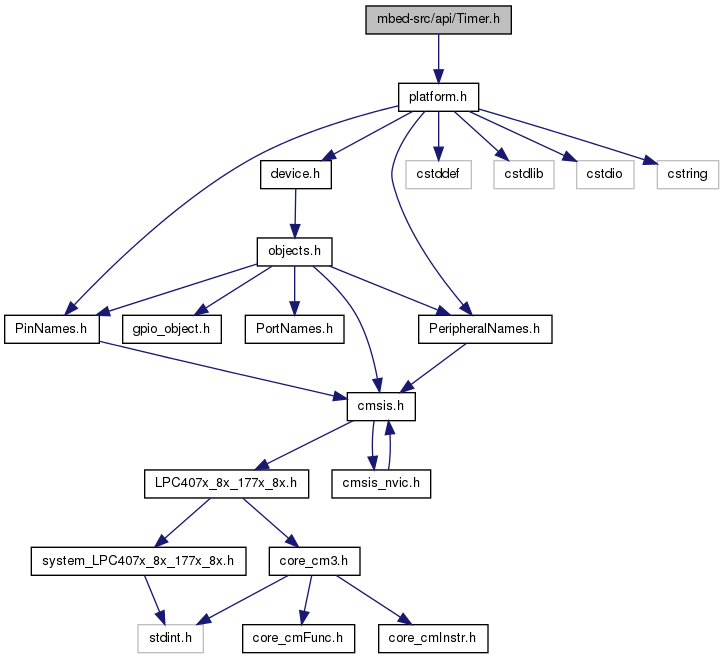 mbed-src/api/Timer.h
platform.h
device.h
cstddef
cstdlib
cstdio
cstring
objects.h
PinNames.h
gpio_object.h
PortNames.h
PeripheralNames.h
cmsis.h
LPC407x_8x_177x_8x.h
cmsis_nvic.h
system_LPC407x_8x_177x_8x.h
core_cm3.h
stdint.h
core_cmFunc.h
core_cmInstr.h